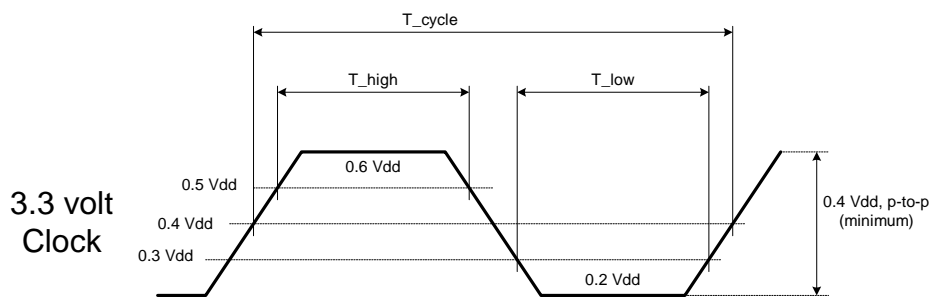 T_cycle
T_high
T_low
0.6 Vdd
0.5 Vdd
3.3 volt
Clock
0.4 Vdd
0.4 Vdd, p-to-p
(minimum)
0.3 Vdd
0.2 Vdd